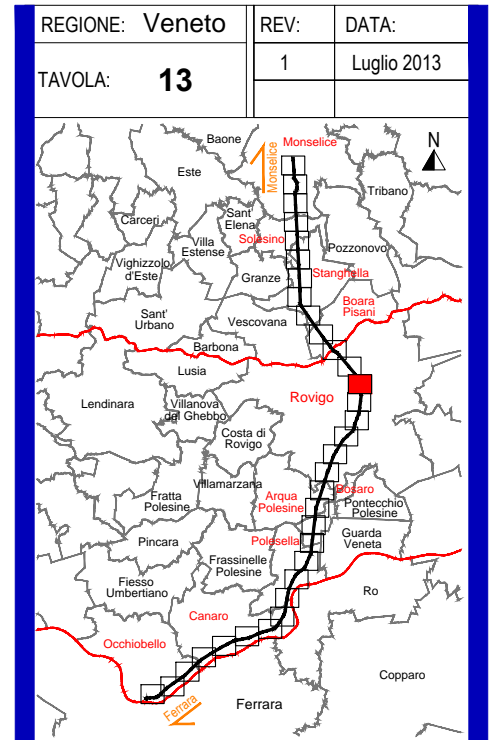 REGIONE: Veneto
REV:
DATA:
TAVOLA: 13
1
Luglio 2013
Baone
Monselice
N
Monselice
Este
Tribano
Carceri
Sant'
Elena
Solesino
Villa
Estense
Pozzonovo
Vighizzolo
d'Este
Granze
Stanghella
Boara
Pisani
Sant'
Urbano
Vescovana
Barbona
Lusia
Rovigo
Lendinara
Villanova
del Ghebbo
Costa di
Rovigo
Villamarzana
Fratta
Polesine
Arqua
Polesine
Bosaro
Pontecchio
Polesine
Pincara
Polesella
Guarda
Veneta
Frassinelle
Polesine
Fiesso
Umbertiano
Ro
Canaro
Occhiobello
Copparo
Ferrara
Ferrara